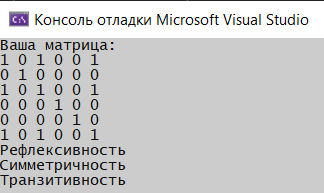 Консоль отладки Microsoft Visual Studio
Ваша матрица:
1 0 1 0 0 1
0 1 0 0 0 0
1 0 1 0 0 1
0 0 0 1 0 0
0 0 0 0 1 0
1 0 1 0 0 1
Рефлексивность
Симметричность
Транзитивность